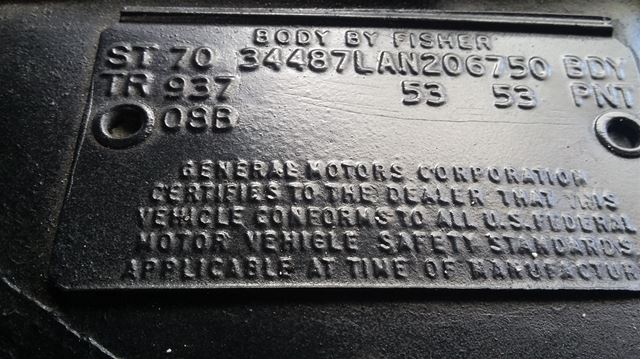 BODY BY FISHER
ST 70 34487LAN206750 BDY
TR 937 53 53 PNT
08B
GENERAL MOTORS CORPORATION
CERTIFIES TO THE DEALER THAT THIS
VEHICLE CONFORMS TO ALL U.S. FEDERAL
MOTOR VEHICLE SAFETY STANDARDS
APPLICABLE AT TIME OF MANUFACTUR